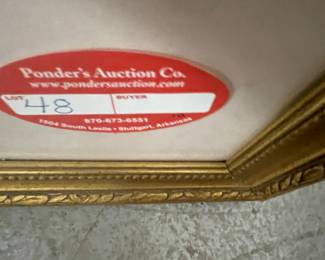 Ponder's Auction Co.
www.pondersauction.com
LOT 48 BUYER
870-673-6551
1504 South Leslie • Stuttgart, Arkansas